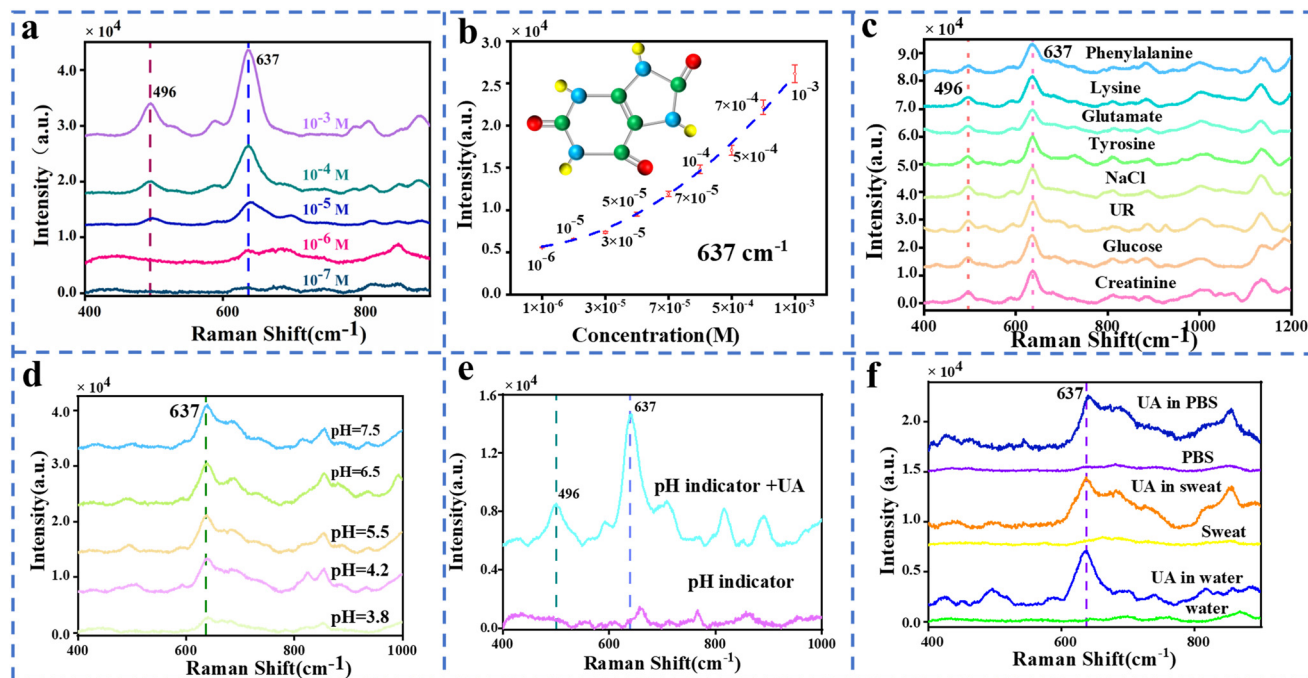 a
× 10⁴
4.0
3.0
2.0
1.0
0.0
496
637
10⁻³ M
10⁻⁴ M
10⁻⁵ M
10⁻⁶ M
10⁻⁷ M
400
600
800
Intensity（a.u.)
Raman Shift(cm⁻¹)
b
× 10⁴
3.0
2.5
2.0
1.5
1.0
0.5
0.0
10⁻⁶
10⁻⁵
3×10⁻⁵
5×10⁻⁵
7×10⁻⁵
10⁻⁴
5×10⁻⁴
7×10⁻⁴
10⁻³
637 cm⁻¹
1×10⁻⁶
3×10⁻⁵
7×10⁻⁵
5×10⁻⁴
1×10⁻³
Intensity(a.u.)
Concentration(M)
c
× 10⁴
9.0
8.0
7.0
6.0
5.0
4.0
3.0
2.0
1.0
0.0
637
496
Phenylalanine
Lysine
Glutamate
Tyrosine
NaCl
UR
Glucose
Creatinine
400
600
800
1000
1200
Intensity(a.u.)
Raman Shift(cm⁻¹)
d
× 10⁴
4.0
3.0
2.0
1.0
0.0
637
pH=7.5
pH=6.5
pH=5.5
pH=4.2
pH=3.8
400
600
800
1000
Intensity(a.u.)
Raman Shift(cm⁻¹)
e
× 10⁴
1.6
1.2
0.8
0.4
0.0
496
637
pH indicator +UA
pH indicator
400
600
800
1000
Intensity(a.u.)
Raman Shift(cm⁻¹)
f
× 10⁴
2.0
1.5
1.0
0.5
0.0
637
UA in PBS
PBS
UA in sweat
Sweat
UA in water
water
400
600
800
Intensity(a.u.)
Raman Shift(cm⁻¹)